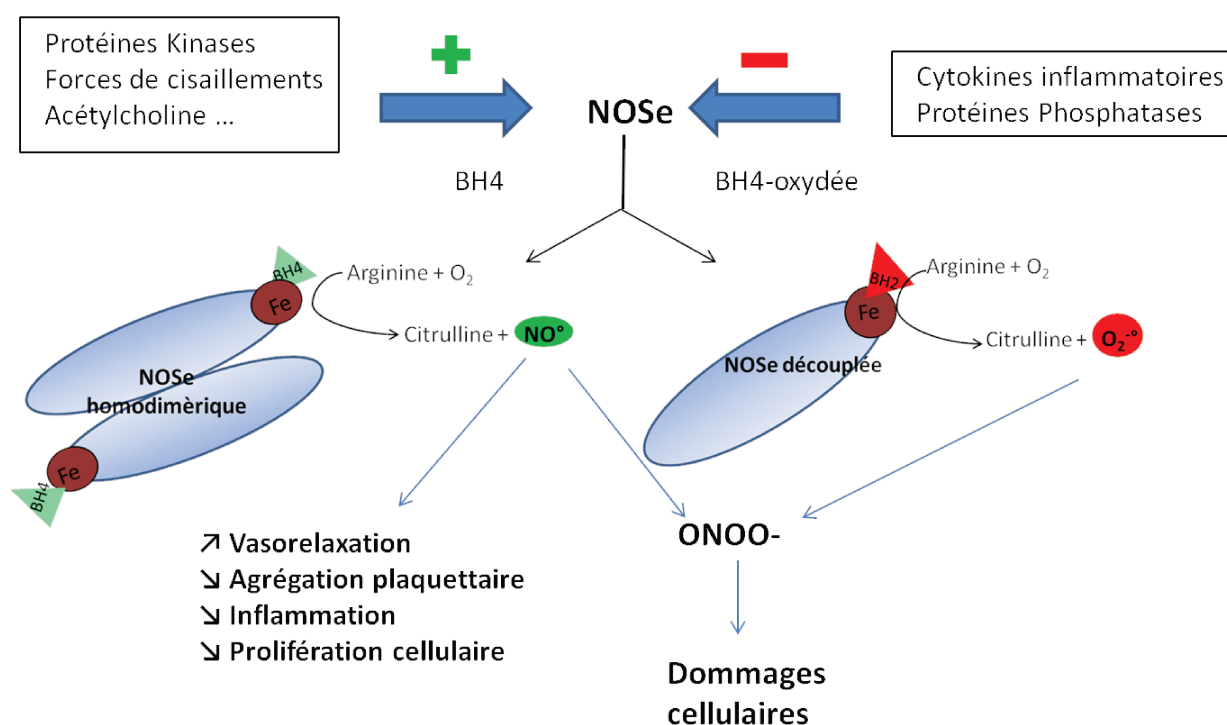 Protéines Kinases
Forces de cisaillements
Acétylcholine ...
NOSe
Cytokines inflammatoires
Protéines Phosphatases
BH4
BH4-oxydée
BH4
Fe
Arginine + O₂
Citrulline + NO°
NOSe
homodimèrique
Fe
BH4
BH2
Fe
Arginine + O₂
Citrulline + O₂⁻°
NOSe découplée
↗ Vasorelaxation
↘ Agrégation plaquettaire
↘ Inflammation
↘ Prolifération cellulaire
ONOO-
Dommages
cellulaires